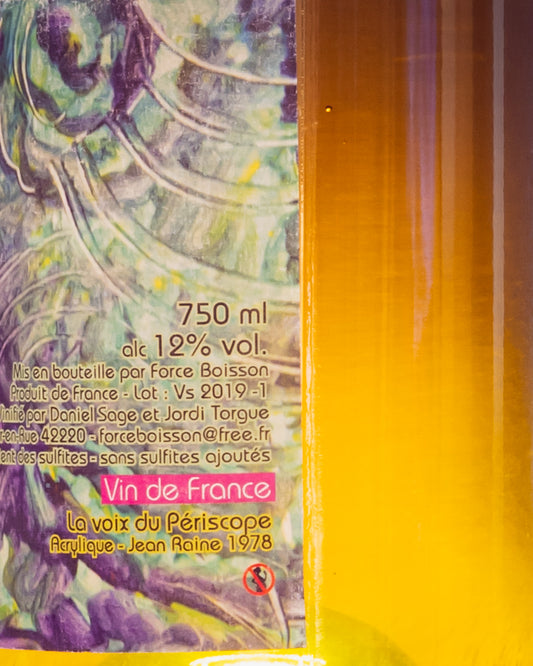 750 ml
alc 12% vol.
Mis en bouteille par Force Boisson
Produit de France - Lot : Vs 2019 -1
par Daniel Sage et Jordi Torgue
42220 - forceboisson@free.fr
des sulfites - sans sulfites ajoutés
Vin de France
La voix du Périscope
Acrylique - Jean Raine 1978